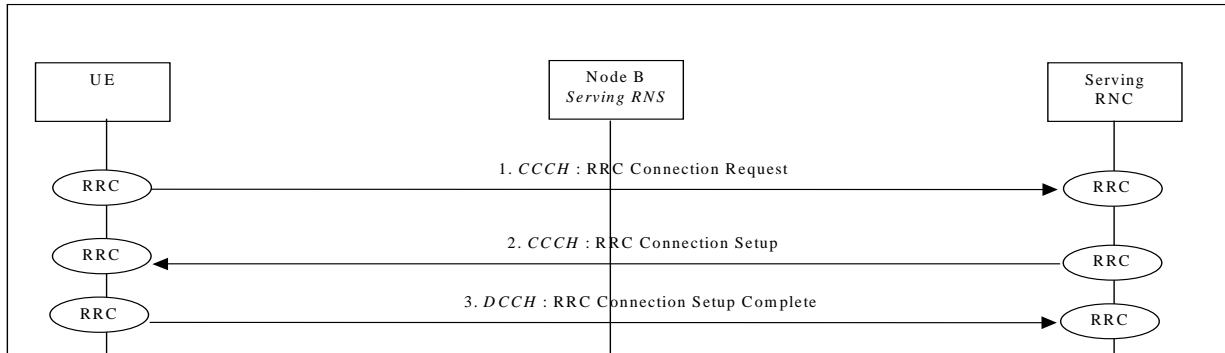 UE
Node B
Serving RNS
Serving
RNC
1. CCCH : RRC Connection Request
RRC
RRC
2. CCCH : RRC Connection Setup
RRC
RRC
3. DCCH : RRC Connection Setup Complete
RRC
RRC